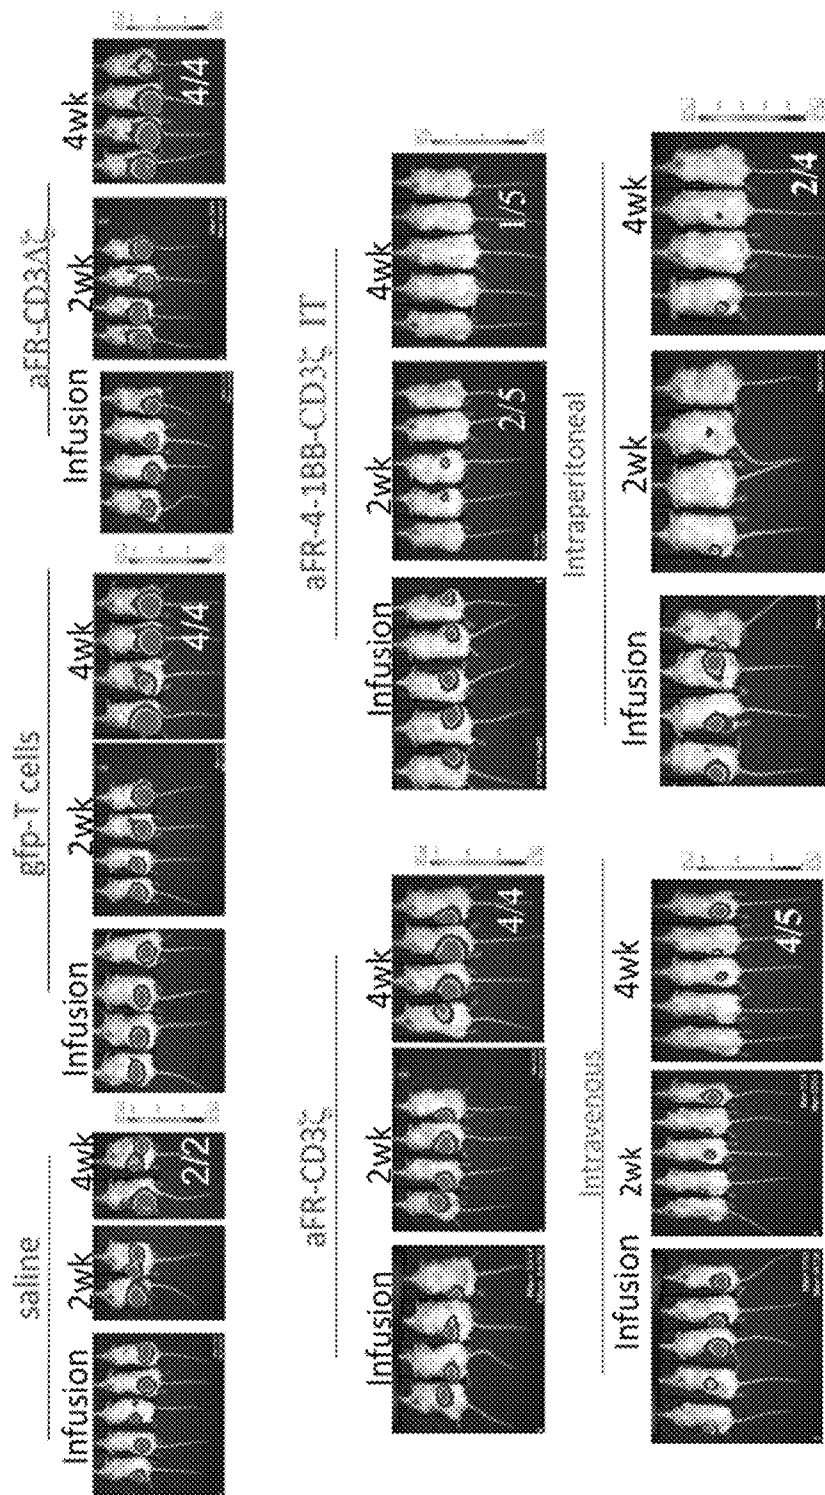 saline
Infusion 2wk 4wk
2/2
gfp-T cells
Infusion 2wk 4wk
4/4
aFR-CD3Δζ
Infusion 2wk 4wk
4/4
aFR-CD3ζ
Infusion 2wk 4wk
4/4
aFR-4-1BB-CD3ζ IT
Infusion 2wk 4wk
2/5 1/5
Intravenous
Infusion 2wk 4wk
4/5
Intraperitoneal
Infusion 2wk 4wk
2/4